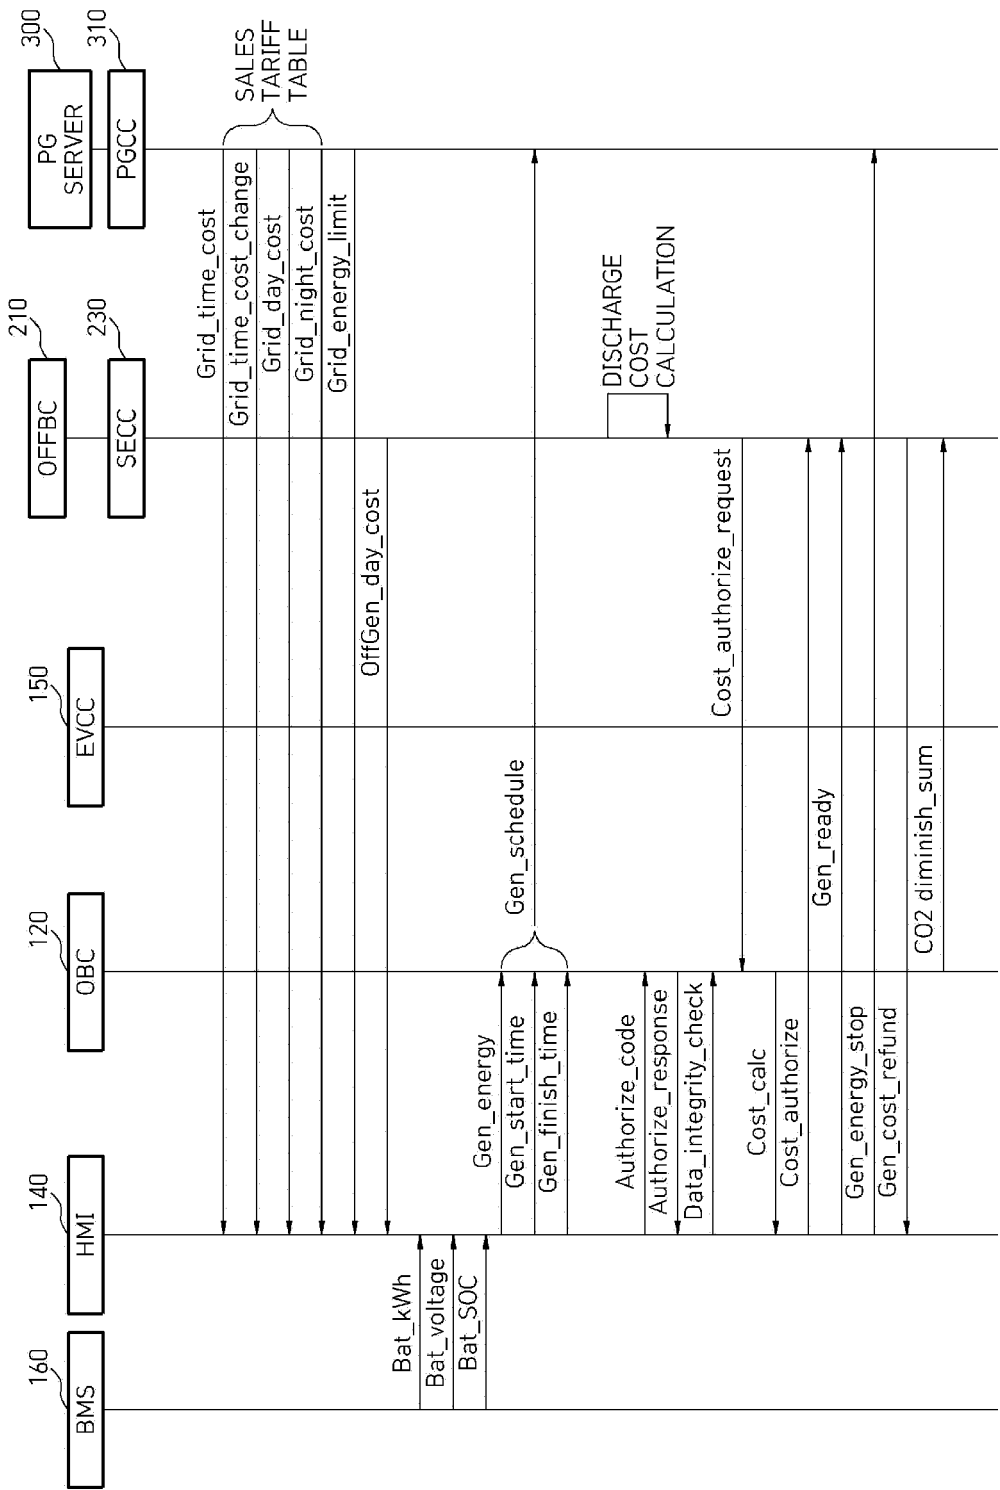 160
BMS
140
HMI
120
OBC
150
EVCC
210
OFFBC
230
SECC
300
PG
SERVER
310
PGCC
Grid_time_cost
Grid_time_cost_change
Grid_day_cost
Grid_night_cost
Grid_energy_limit
SALES
TARIFF
TABLE
OffGen_day_cost
Bat_kWh
Bat_voltage
Bat_SOC
Gen_energy
Gen_start_time
Gen_finish_time
Gen_schedule
DISCHARGE
COST
CALCULATION
Authorize_code
Authorize_response
Data_integrity_check
Cost_authorize_request
Cost_calc
Cost_authorize
Gen_ready
Gen_energy_stop
Gen_cost_refund
CO2 diminish_sum